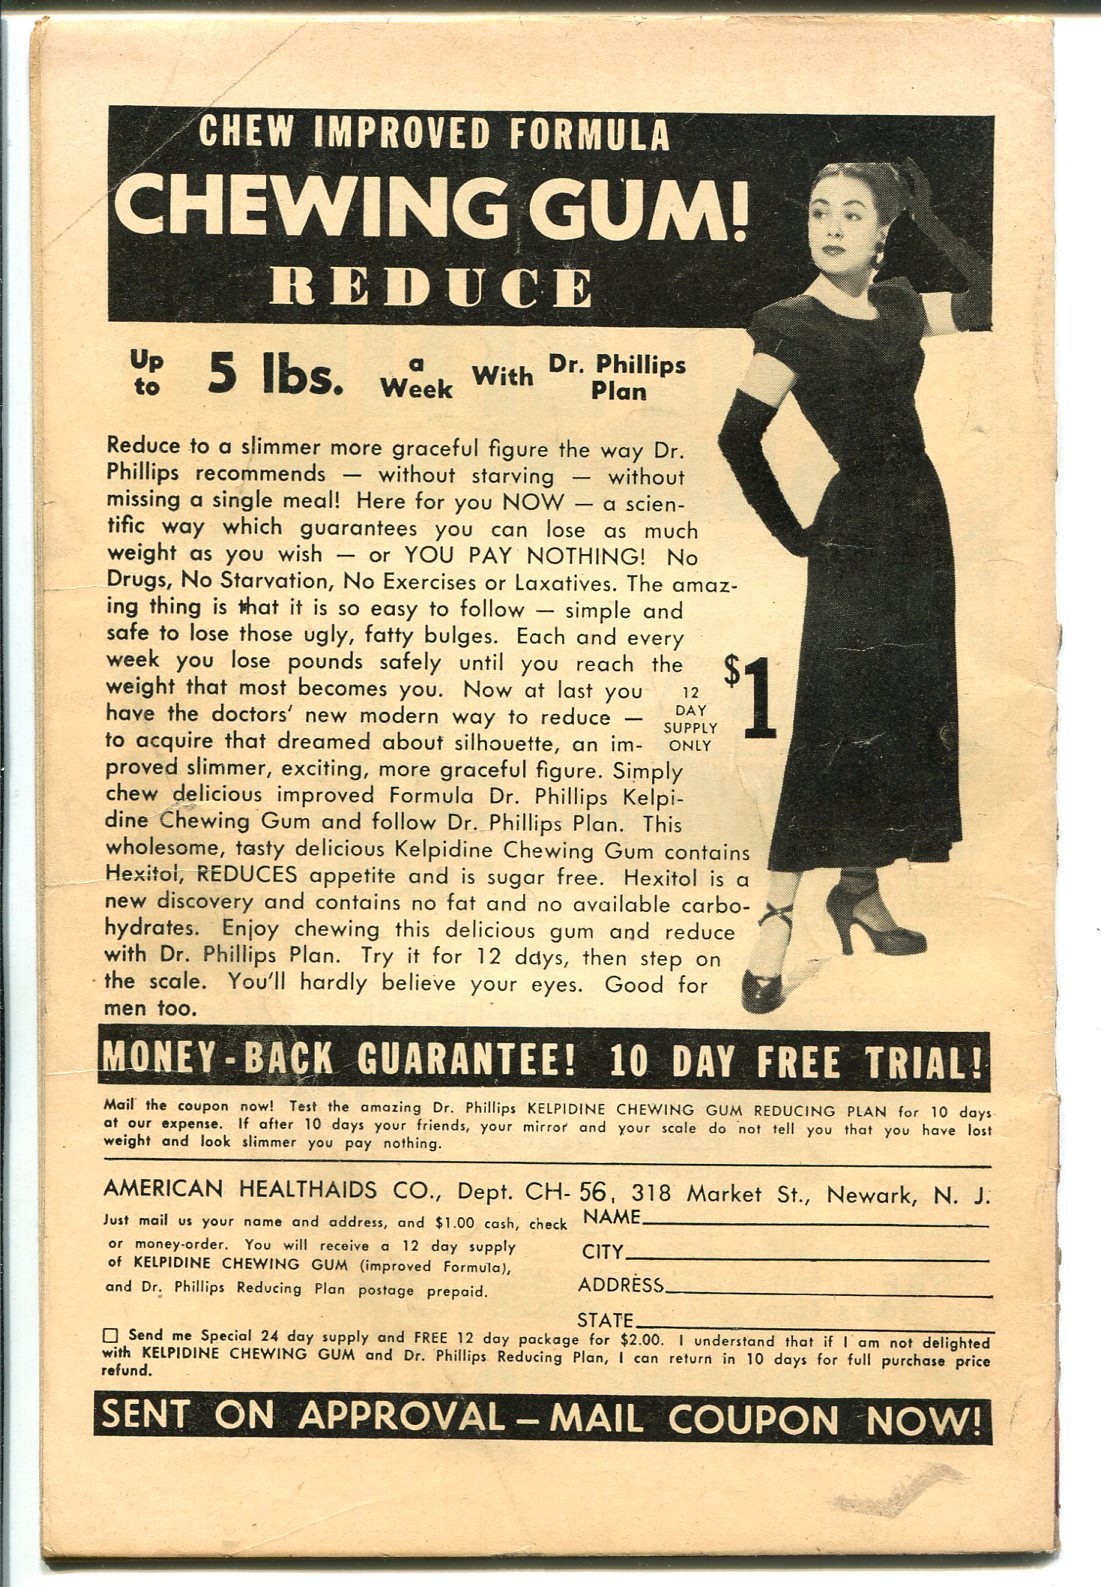 CHEW IMPROVED FORMULA
CHEWING GUM!
REDUCE
Up to 5 lbs. a Week With Dr. Phillips Plan
Reduce to a slimmer more graceful figure the way Dr.
Phillips recommends — without starving — without
missing a single meal! Here for you NOW — a scien-
tific way which guarantees you can lose as much
weight as you wish — or YOU PAY NOTHING! No
Drugs, No Starvation, No Exercises or Laxatives. The amaz-
ing thing is that it is so easy to follow — simple and
safe to lose those ugly, fatty bulges. Each and every
week you lose pounds safely until you reach the
weight that most becomes you. Now at last you
have the doctors' new modern way to reduce —
to acquire that dreamed about silhouette, an im-
proved slimmer, exciting, more graceful figure. Simply
chew delicious improved Formula Dr. Phillips Kelpi-
dine Chewing Gum and follow Dr. Phillips Plan. This
wholesome, tasty delicious Kelpidine Chewing Gum contains
Hexitol, REDUCES appetite and is sugar free. Hexitol is a
new discovery and contains no fat and no available carbo-
hydrates. Enjoy chewing this delicious gum and reduce
with Dr. Phillips Plan. Try it for 12 days, then step on
the scale. You'll hardly believe your eyes. Good for
men too.
12
DAY
SUPPLY
ONLY
$1
MONEY-BACK GUARANTEE! 10 DAY FREE TRIAL!
Mail the coupon now! Test the amazing Dr. Phillips KELPIDINE CHEWING GUM REDUCING PLAN for 10 days
at our expense. If after 10 days your friends, your mirror and your scale do not tell you that you have lost
weight and look slimmer you pay nothing.
AMERICAN HEALTHAIDS CO., Dept. CH-56, 318 Market St., Newark, N. J.
Just mail us your name and address, and $1.00 cash, check
or money-order. You will receive a 12 day supply
of KELPIDINE CHEWING GUM (improved Formula),
and Dr. Phillips Reducing Plan postage prepaid.
NAME
CITY
ADDRESS
STATE
Send me Special 24 day supply and FREE 12 day package for $2.00. I understand that if I am not delighted
with KELPIDINE CHEWING GUM and Dr. Phillips Reducing Plan, I can return in 10 days for full purchase price
refund.
SENT ON APPROVAL — MAIL COUPON NOW!